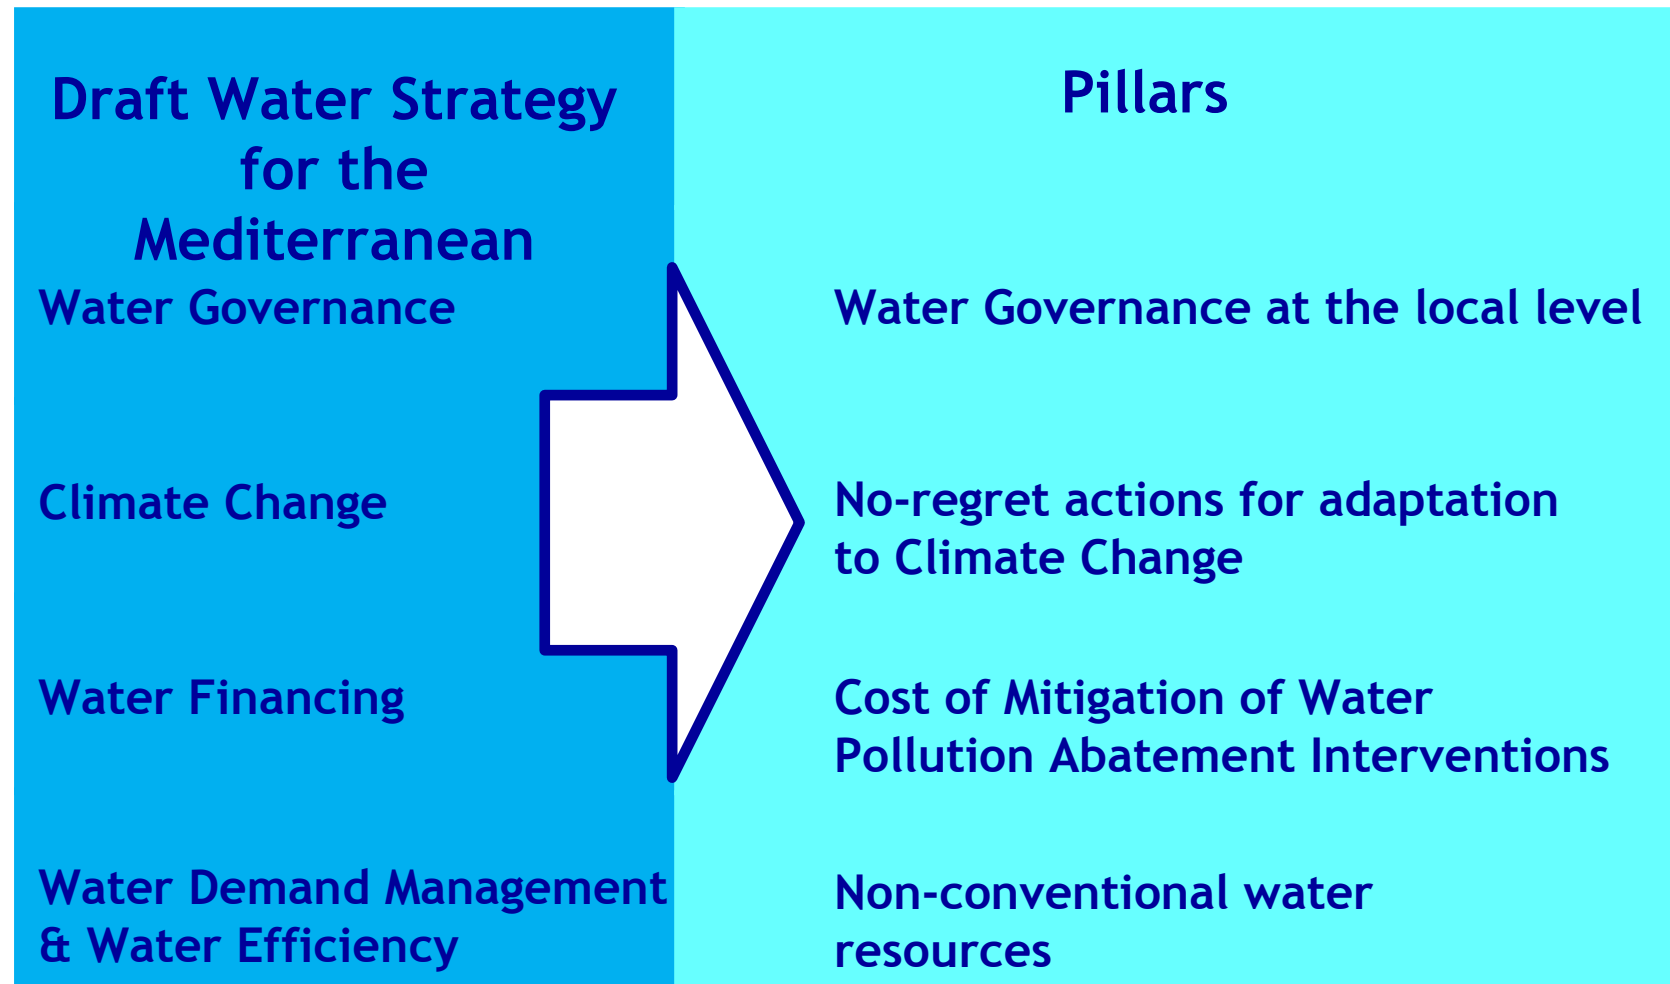 Draft Water Strategy
for the
Mediterranean
Pillars
Water Governance
Water Governance at the local level
Climate Change
No-regret actions for adaptation
to Climate Change
Water Financing
Cost of Mitigation of Water
Pollution Abatement Interventions
Water Demand Management
& Water Efficiency
Non-conventional water
resources